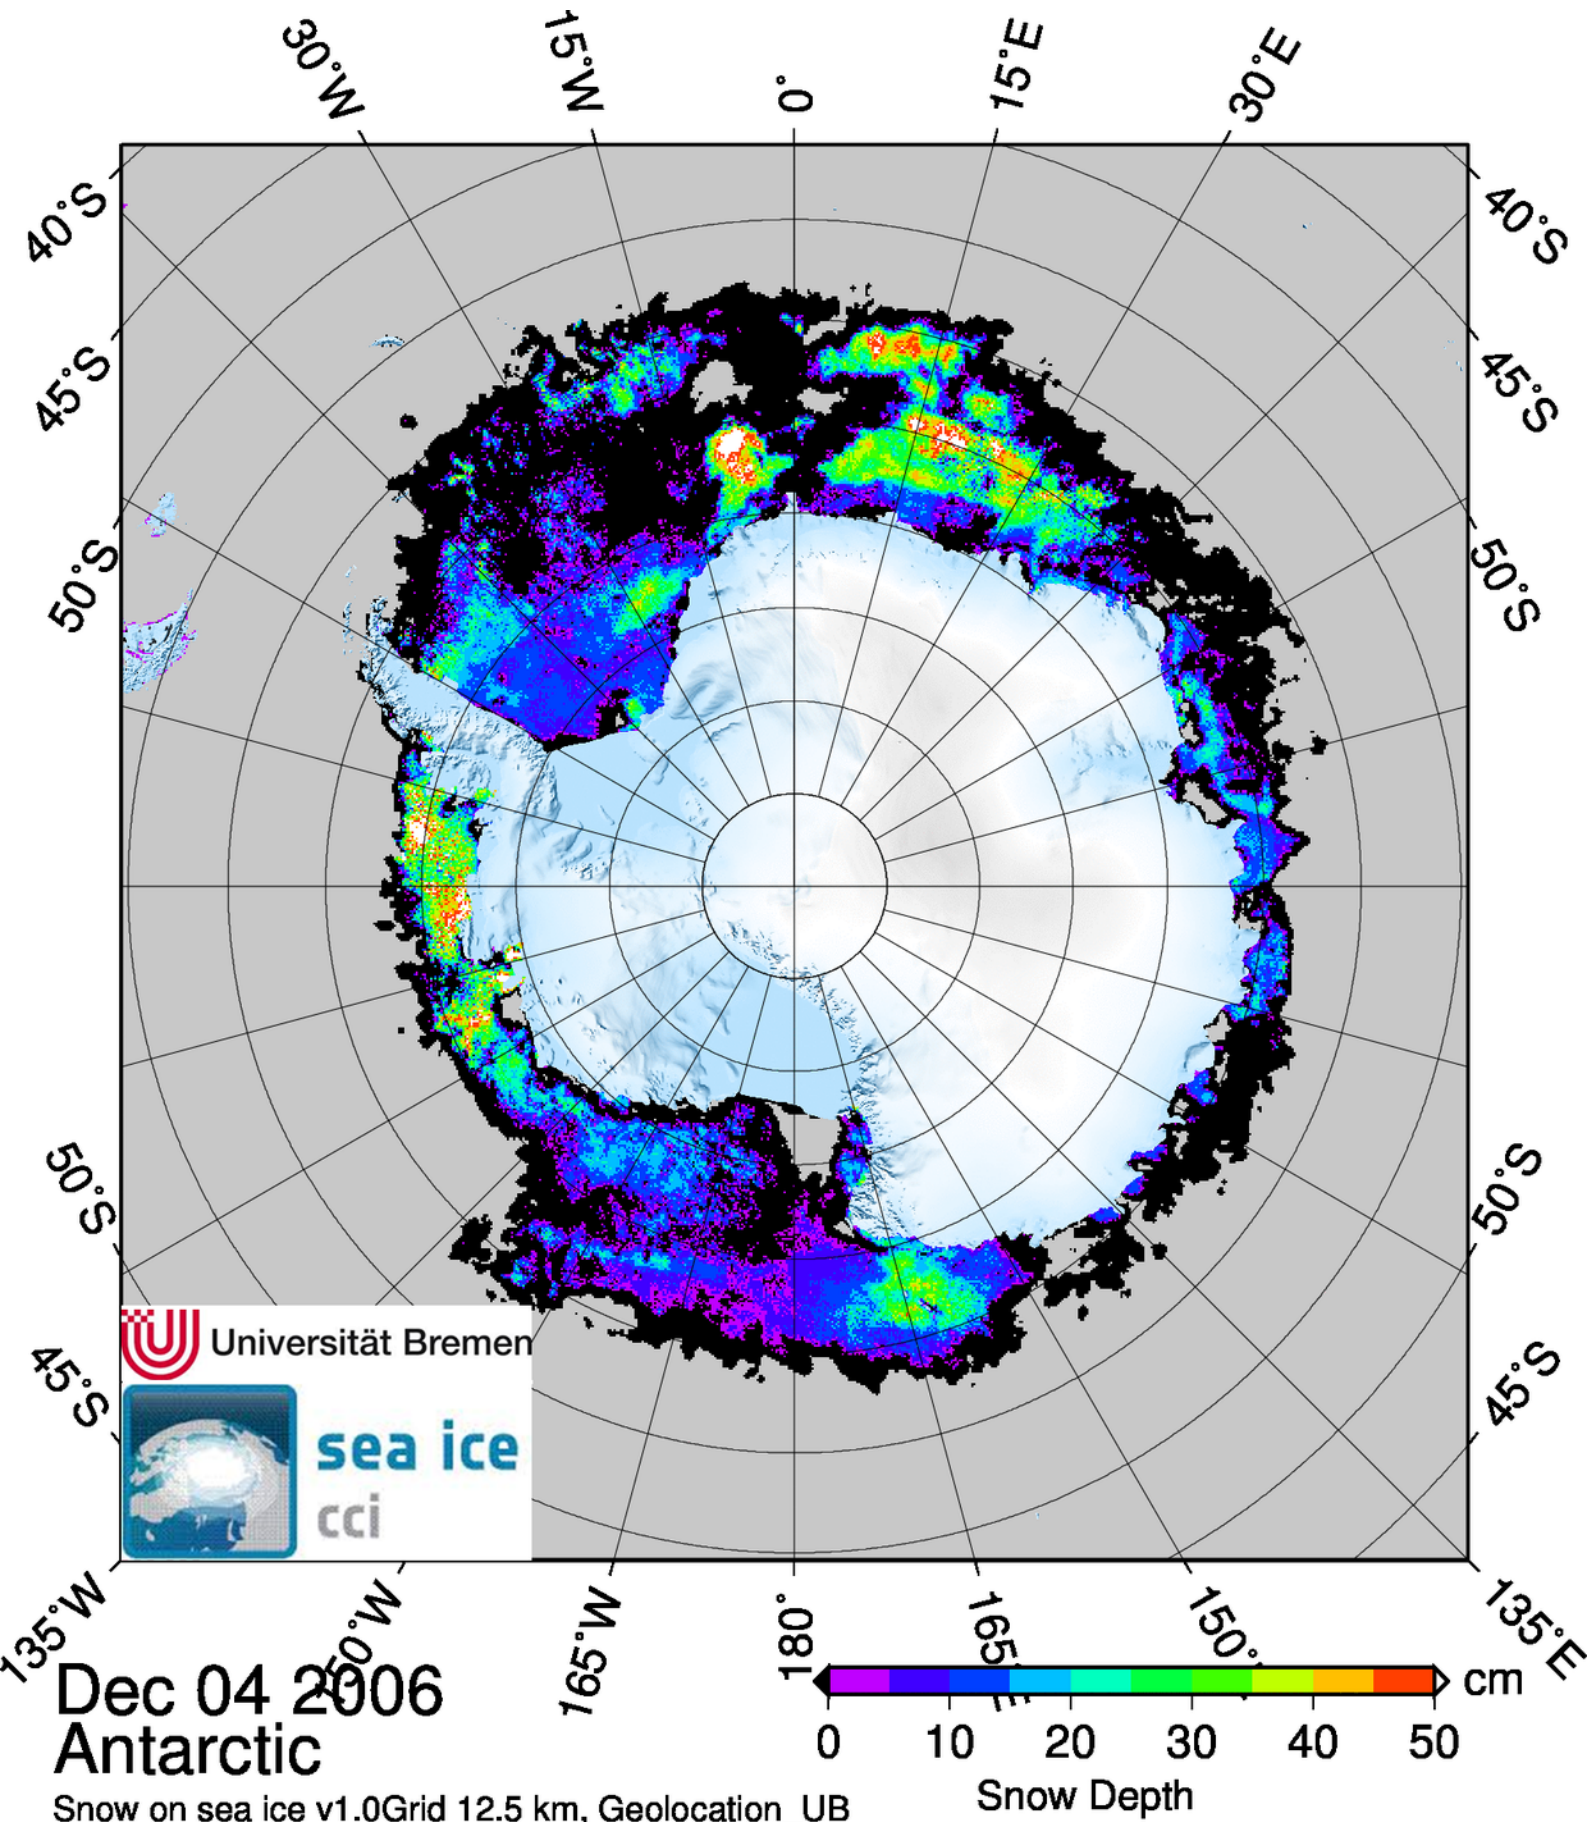 30°W 15°W 0° 15°E 30°E
40°S 40°S
45°S 45°S
50°S 50°S
50°S 50°S
45°S 45°S
Universität Bremen
sea ice
cci
135°W 150°W 165°W 180° 165°E 150° 135°E
Dec 04 2006
Antarctic
Snow on sea ice v1.0Grid 12.5 km, Geolocation UB
cm
0 10 20 30 40 50
Snow Depth